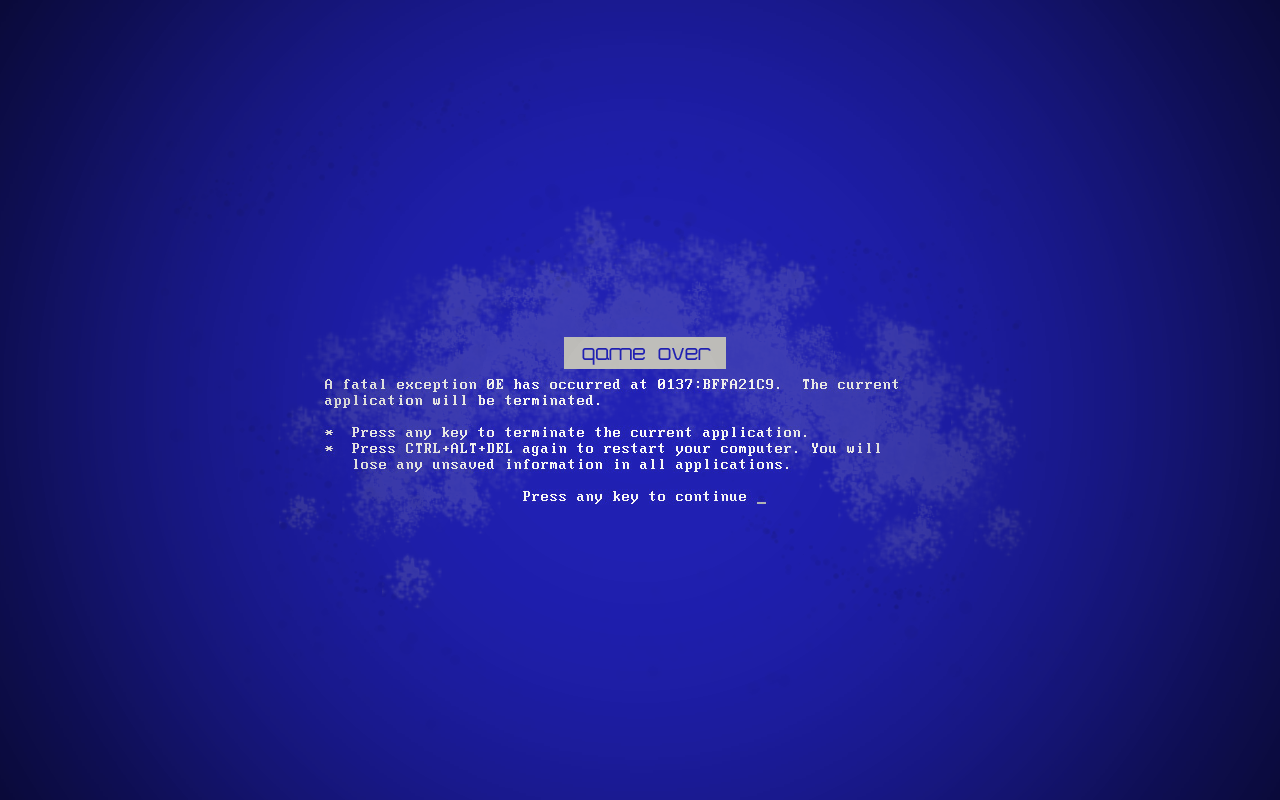 game over
A fatal exception 0E has occurred at 0137:BFFA21C9.  The current
application will be terminated.
*  Press any key to terminate the current application.
*  Press CTRL+ALT+DEL again to restart your computer. You will
lose any unsaved information in all applications.
Press any key to continue _